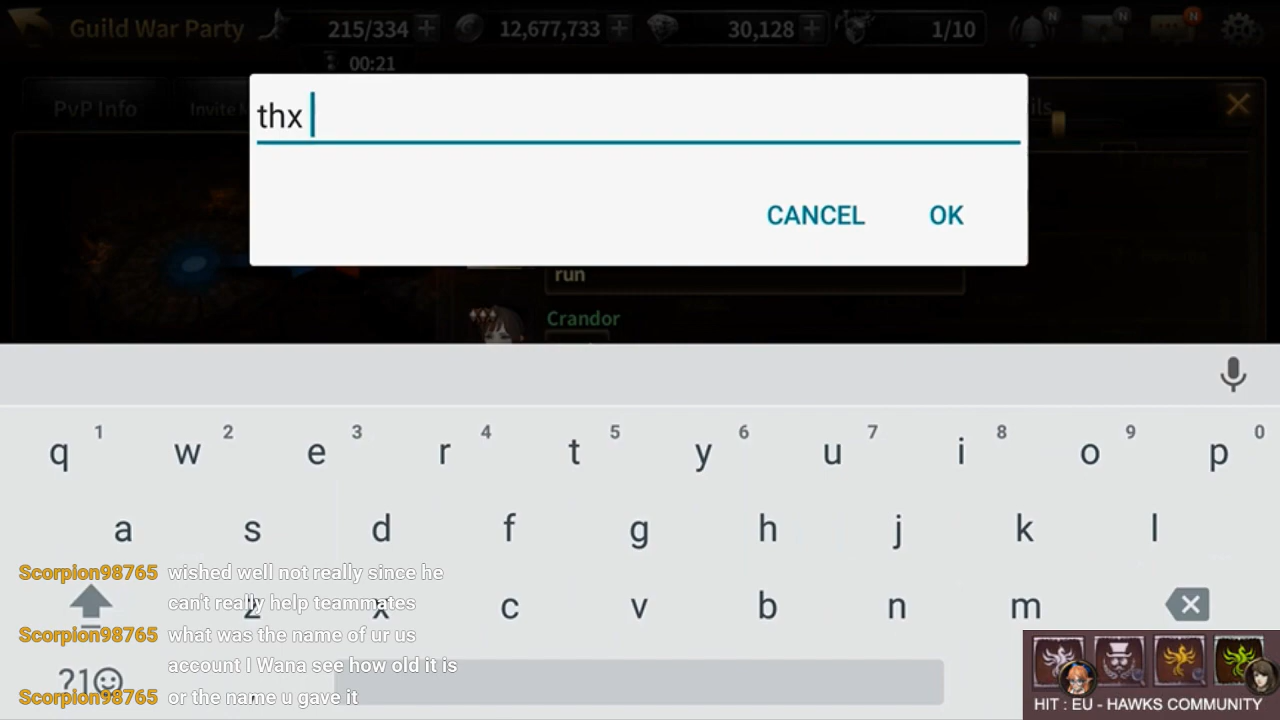 Guild War Party
215/334
12,677,733
30,128
1/10
N
N
N
00:21
PvP Info
Invite
ils
thx
CANCEL
OK
run
Crandor
q 1 w 2 e 3 r 4 t 5 y 6 u 7 i 8 o 9 p 0
a s d f g h j k l
z x c v b n m
?1☺ ,
Scorpion98765 wished well not really since he
can't really help teammates
Scorpion98765 what was the name of ur us
account I Wana see how old it is
Scorpion98765 or the name u gave it
HIT : EU - HAWKS COMMUNITY